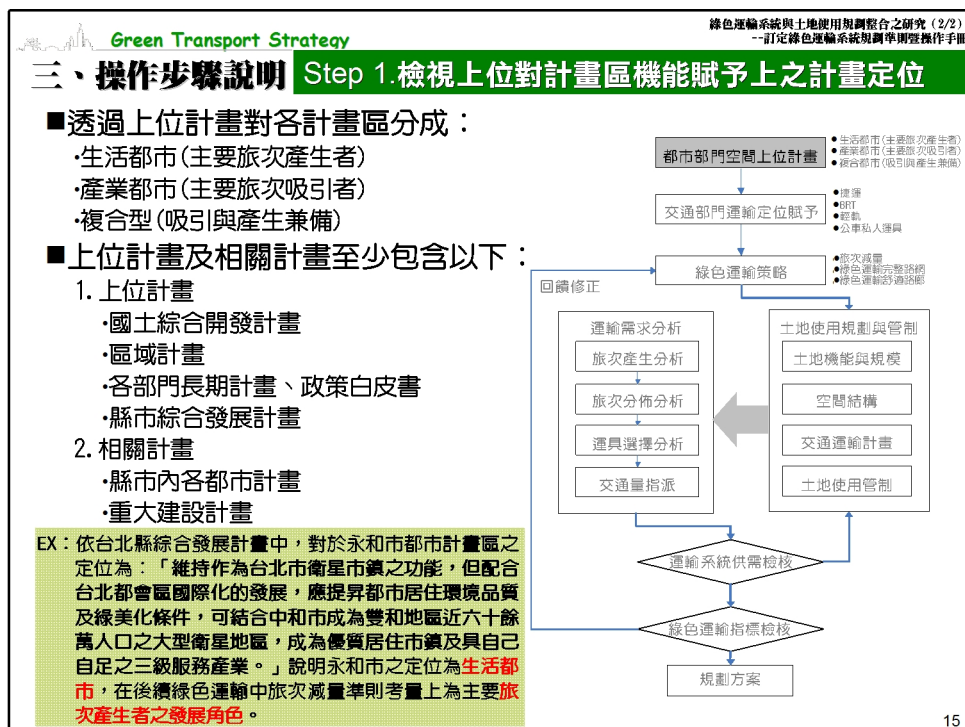 綠色運輸系統與土地使用規劃整合之研究（2/2）
--訂定綠色運輸系統規劃準則暨操作手冊
Green Transport Strategy
三、操作步驟說明
Step 1.檢視上位對計畫區機能賦予上之計畫定位
■透過上位計畫對各計畫區分成：
‧生活都市(主要旅次產生者)
‧產業都市(主要旅次吸引者)
‧複合型(吸引與產生兼備)
■上位計畫及相關計畫至少包含以下：
1. 上位計畫
‧國土綜合開發計畫
‧區域計畫
‧各部門長期計畫、政策白皮書
‧縣市綜合發展計畫
2. 相關計畫
‧縣市內各都市計畫
‧重大建設計畫
EX：依台北縣綜合發展計畫中，對於永和市都市計畫區之
定位為：「維持作為台北市衛星市鎮之功能，但配合
台北都會區國際化的發展，應提昇都市居住環境品質
及綠美化條件，可結合中和市成為雙和地區近六十餘
萬人口之大型衛星地區，成為優質居住市鎮及具自己
自足之三級服務產業。」說明永和市之定位為生活都
市，在後續綠色運輸中旅次減量準則考量上為主要旅
次產生者之發展角色。
都市部門空間上位計畫
●生活都市(主要旅次產生者)
●產業都市(主要旅次吸引者)
●複合都市(吸引與產生兼備)
交通部門運輸定位賦予
●捷運
●BRT
●輕軌
●公車私人運具
綠色運輸策略
●旅次減量
●綠色運輸完整路網
●綠色運輸舒適路廊
回饋修正
運輸需求分析
旅次產生分析
旅次分佈分析
運具選擇分析
交通量指派
土地使用規劃與管制
土地機能與規模
空間結構
交通運輸計畫
土地使用管制
運輸系統供需檢核
綠色運輸指標檢核
規劃方案
15